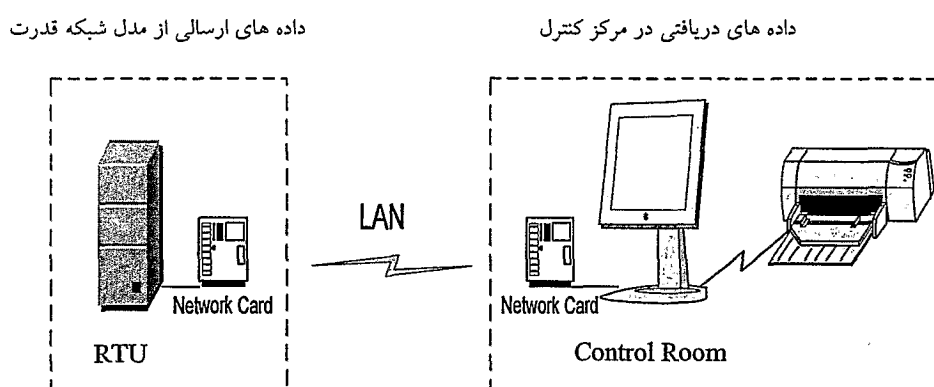 داده های دریافتی در مرکز کنترل
داده های ارسالی از مدل شبکه قدرت
LAN
Network Card
Network Card
RTU
Control Room